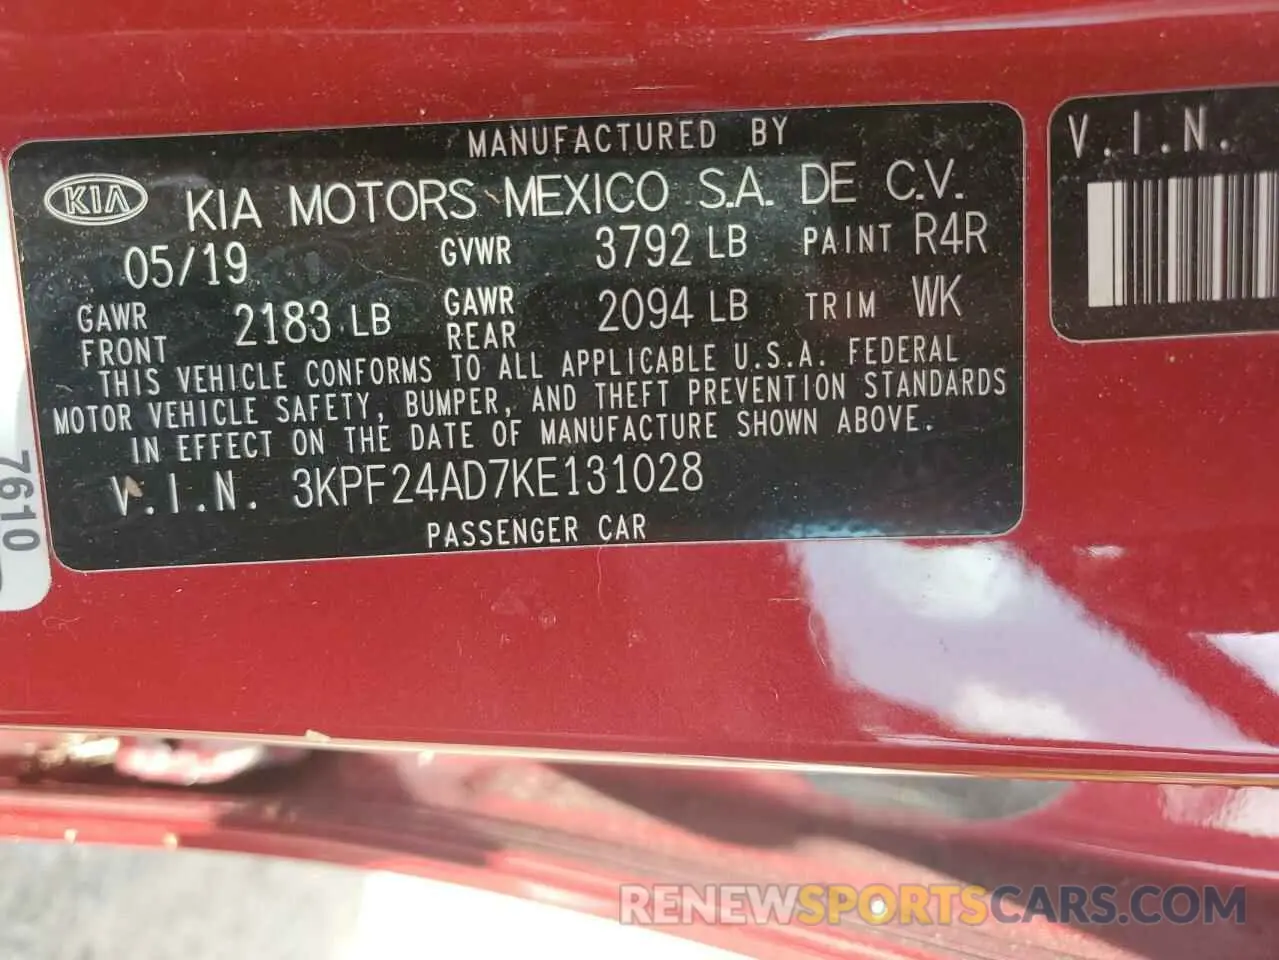 MANUFACTURED BY
KIA KIA MOTORS MEXICO S.A. DE C.V.
05/19 GVWR 3792 LB PAINT R4R
GAWR FRONT 2183 LB GAWR REAR 2094 LB TRIM WK
THIS VEHICLE CONFORMS TO ALL APPLICABLE U.S.A. FEDERAL
MOTOR VEHICLE SAFETY, BUMPER, AND THEFT PREVENTION STANDARDS
IN EFFECT ON THE DATE OF MANUFACTURE SHOWN ABOVE.
V.I.N. 3KPF24AD7KE131028
PASSENGER CAR
V.I.N.
7610
RENEWSPORTSCARS.COM